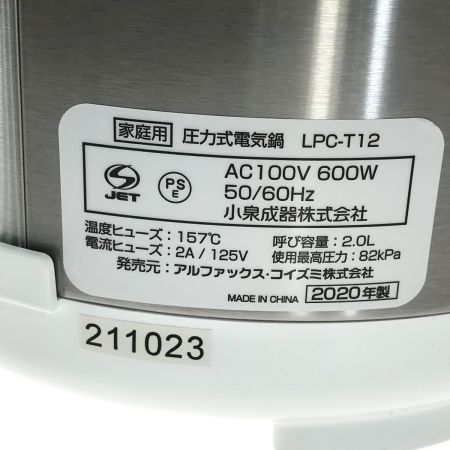 家庭用 圧力式電気鍋 LPC-T12
JET
PS
E
AC100V 600W
50/60Hz
小泉成器株式会社
温度ヒューズ：157℃ 呼び容量：2.0L
電流ヒューズ：2A / 125V 使用最高圧力：82kPa
発売元：アルファックス・コイズミ株式会社
MADE IN CHINA 2020年製
211023